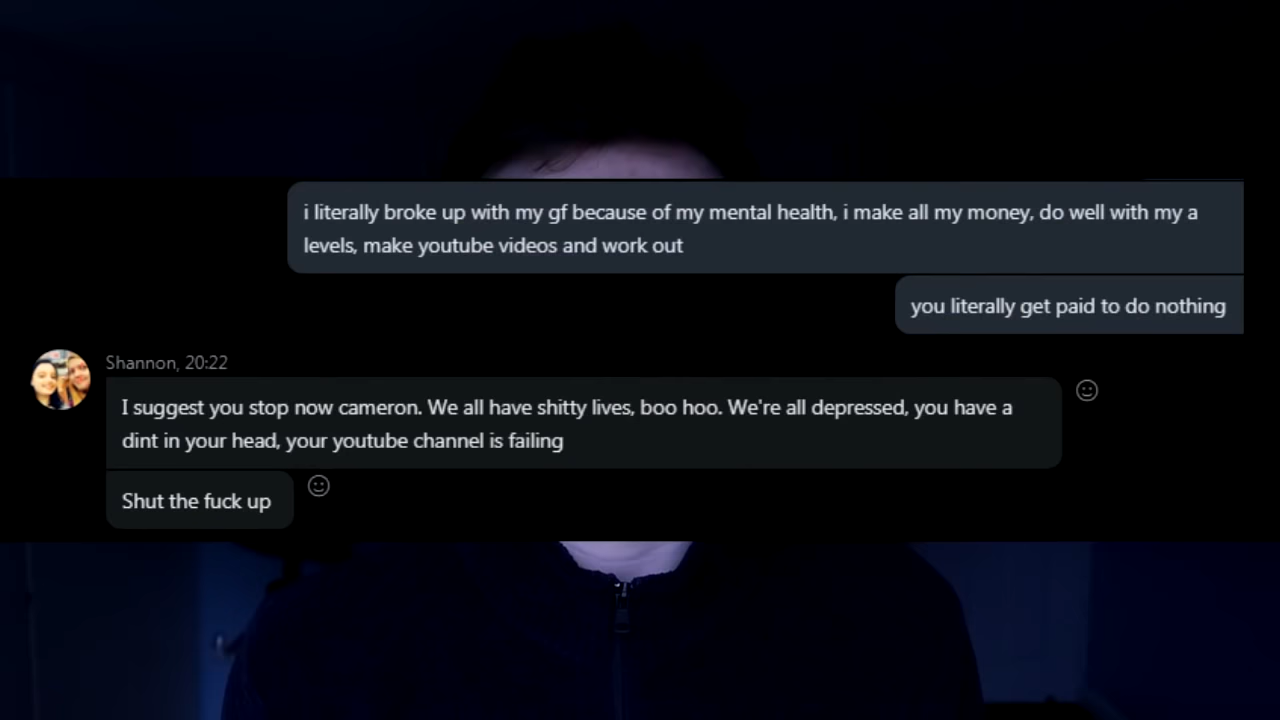 i literally broke up with my gf because of my mental health, i make all my money, do well with my a
levels, make youtube videos and work out
you literally get paid to do nothing
Shannon, 20:22
I suggest you stop now cameron. We all have shitty lives, boo hoo. We're all depressed, you have a
dint in your head, your youtube channel is failing
Shut the fuck up